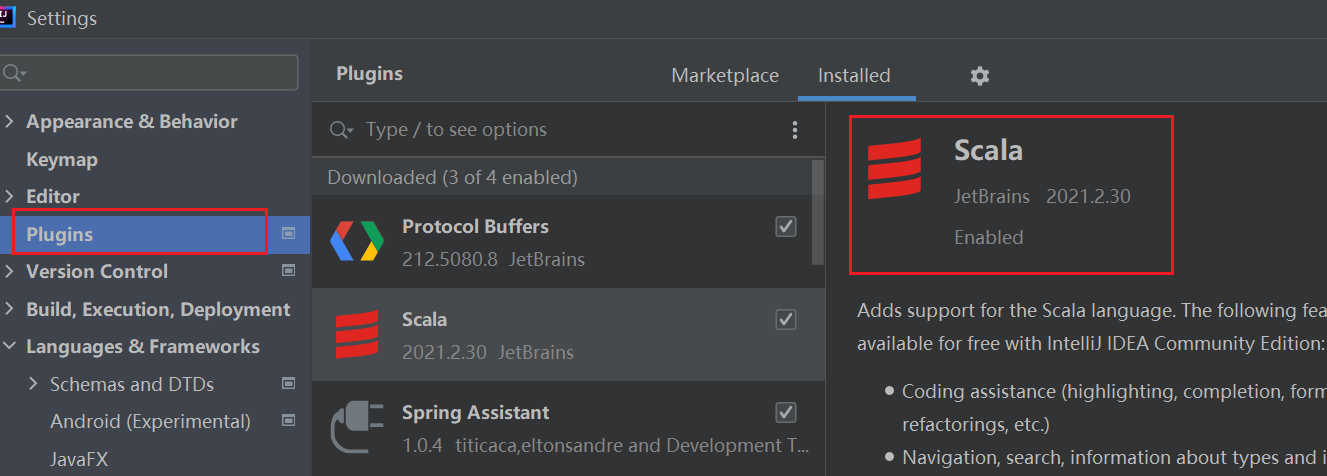 Settings
Appearance & Behavior
Keymap
Editor
Plugins
Version Control
Build, Execution, Deployment
Languages & Frameworks
Schemas and DTDs
Android (Experimental)
JavaFX
Plugins
Marketplace
Installed
Type / to see options
Downloaded (3 of 4 enabled)
Protocol Buffers
212.5080.8 JetBrains
Scala
2021.2.30 JetBrains
Spring Assistant
1.0.4 titicaca,eltonsandre and Development T...
Scala
JetBrains 2021.2.30
Enabled
Adds support for the Scala language. The following fea
available for free with IntelliJ IDEA Community Edition:
Coding assistance (highlighting, completion, form
refactorings, etc.)
Navigation, search, information about types and i